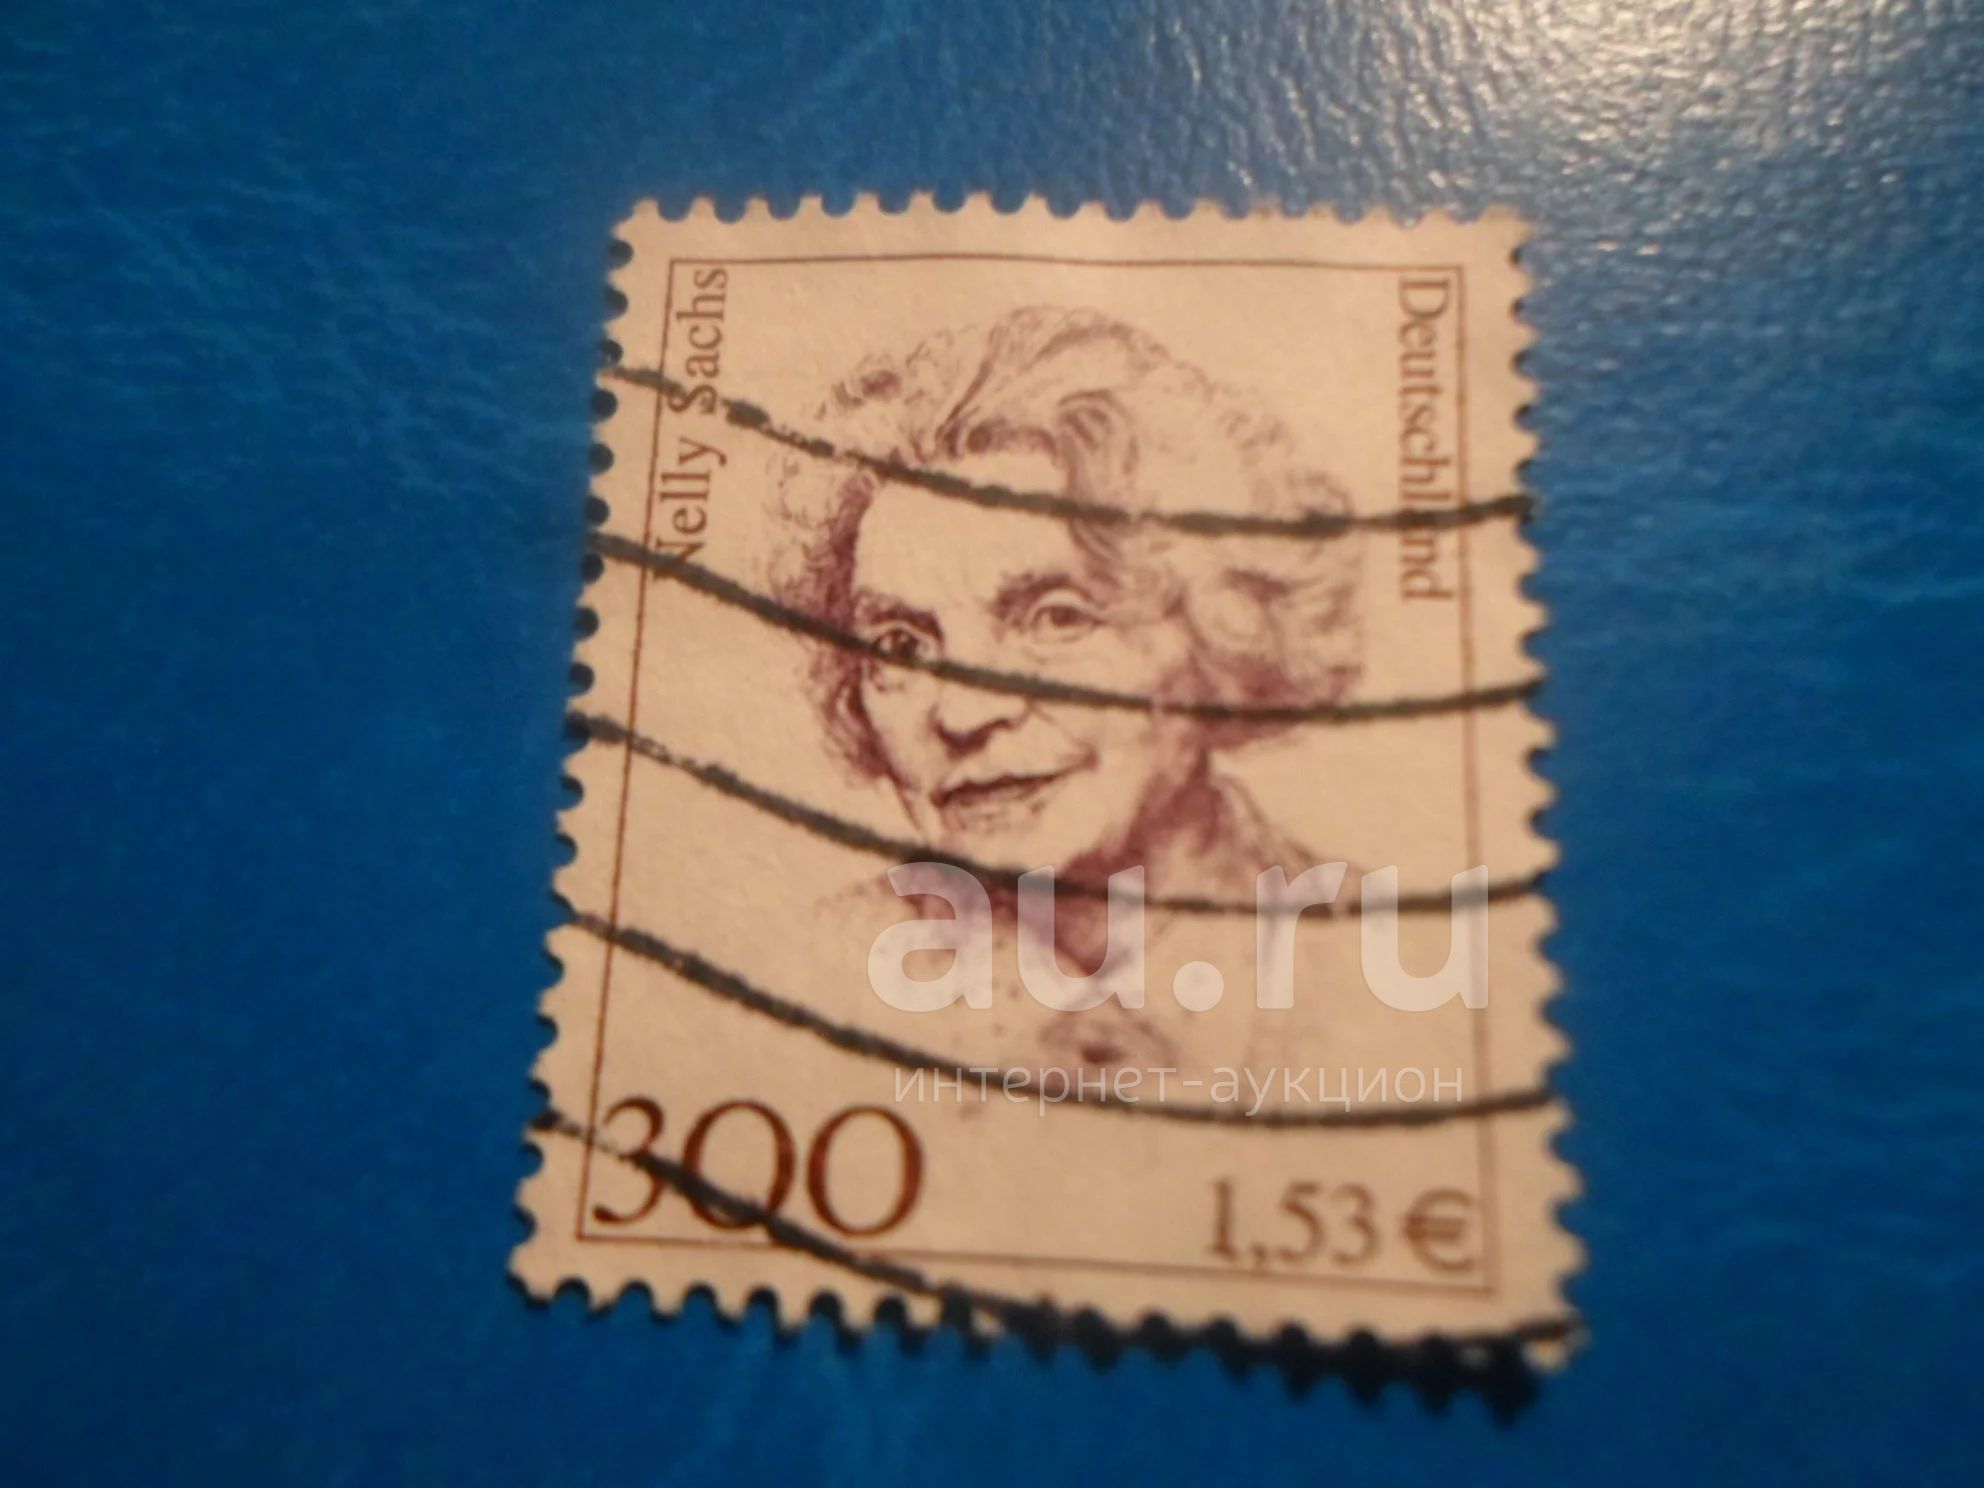 Nelly Sachs
Deutschland
au.ru
интернет-аукцион
300
1,53 €